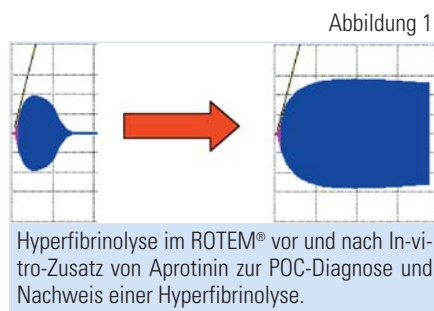 Abbildung 1
Hyperfibrinolyse im ROTEM® vor und nach In-vi-
tro-Zusatz von Aprotinin zur POC-Diagnose und
Nachweis einer Hyperfibrinolyse.